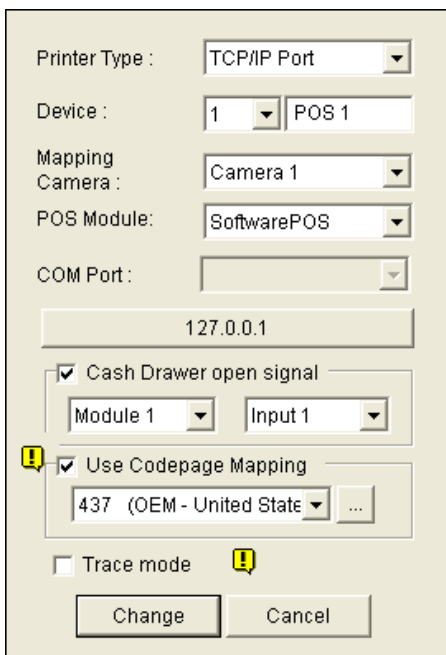 Printer Type : TCP/IP Port
Device : 1 POS 1
Mapping
Camera : Camera 1
POS Module: SoftwarePOS
COM Port :
127.0.0.1
Cash Drawer open signal
Module 1 Input 1
! Use Codepage Mapping
437 (OEM - United State ...
Trace mode !
Change Cancel